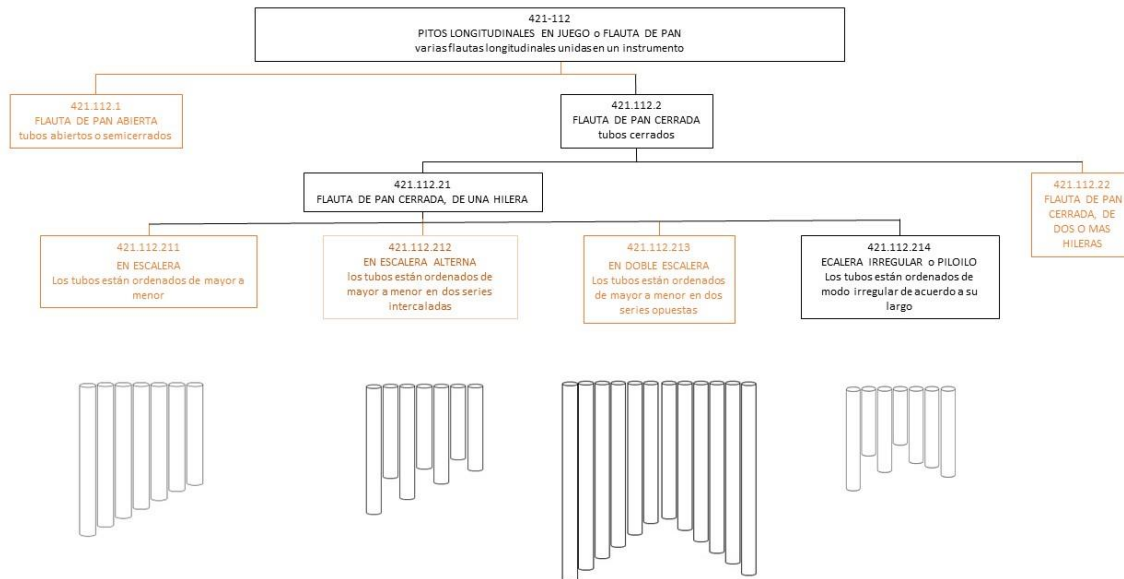 421-112
PITOS LONGITUDINALES EN JUEGO o FLAUTA DE PAN
varias flautas longitudinales unidas en un instrumento
421.112.1
FLAUTA DE PAN ABIERTA
tubos abiertos o semicerrados
421.112.2
FLAUTA DE PAN CERRADA
tubos cerrados
421.112.21
FLAUTA DE PAN CERRADA, DE UNA HILERA
421.112.22
FLAUTA DE PAN
CERRADA, DE
DOS O MAS
HILERAS
421.112.211
EN ESCALERA
Los tubos están ordenados de mayor a
menor
421.112.212
EN ESCALERA ALTERNA
los tubos están ordenados de
mayor a menor en dos series
intercaladas
421.112.213
EN DOBLE ESCALERA
Los tubos están ordenados
de mayor a menor en dos
series opuestas
421.112.214
ECALERA IRREGULAR o PILOILO
Los tubos están ordenados de
modo irregular de acuerdo a su
largo